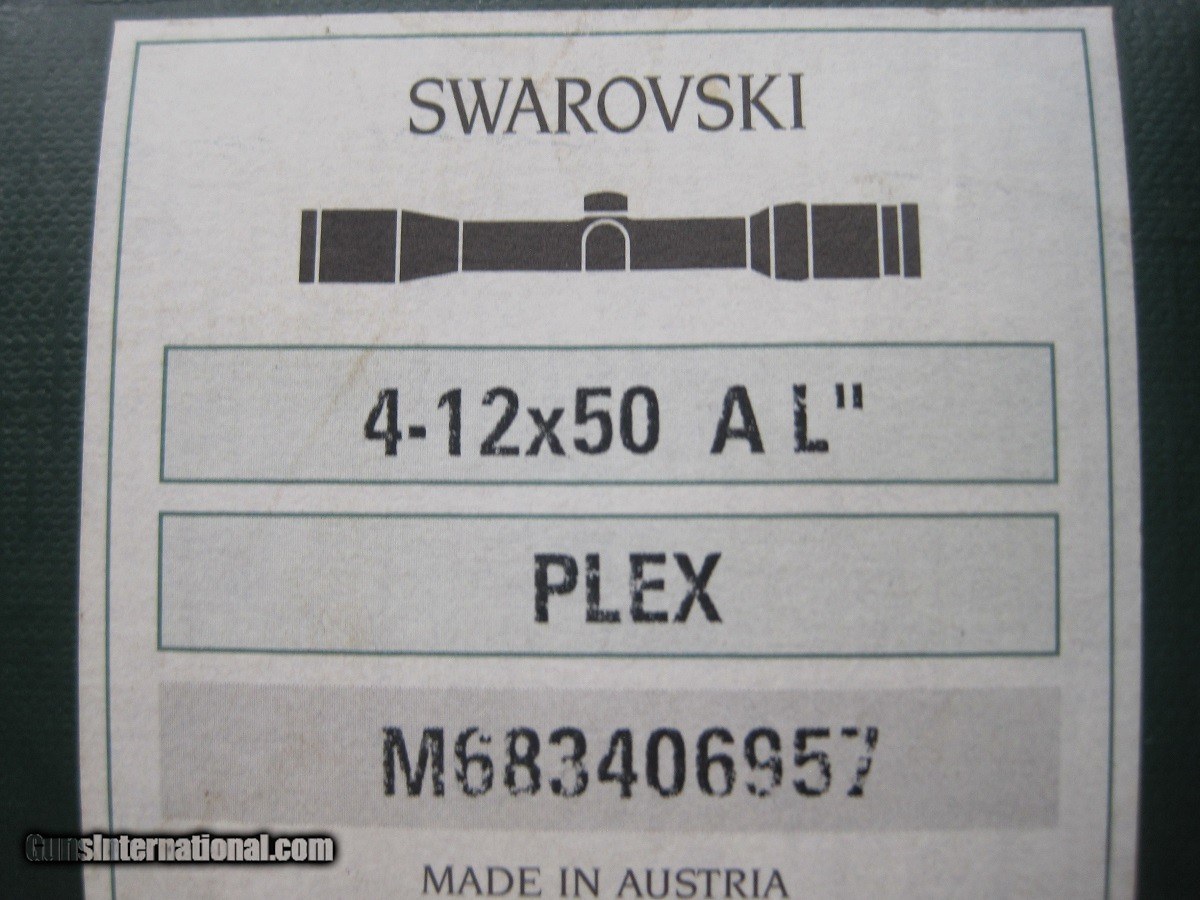 SWAROVSKI
4-12x50 A L"
PLEX
M683406957
MADE IN AUSTRIA
GunsInternational.com